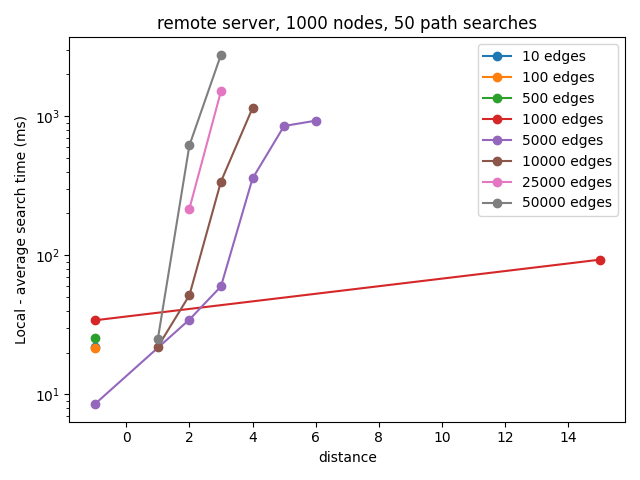 remote server, 1000 nodes, 50 path searches
10 edges
100 edges
500 edges
1000 edges
5000 edges
10000 edges
25000 edges
50000 edges
Local - average search time (ms)
10³
10²
10¹
0 2 4 6 8 10 12 14
distance